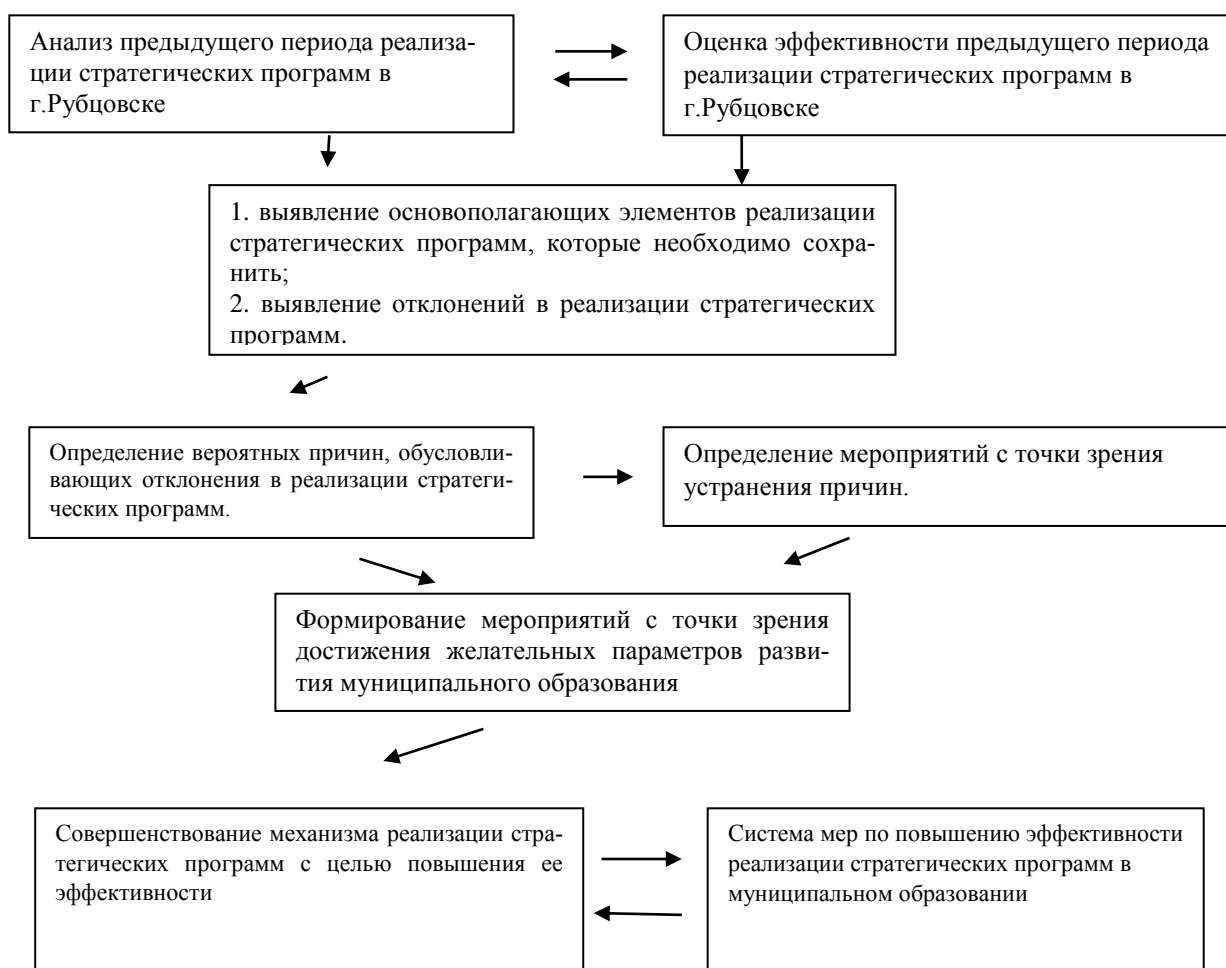 Анализ предыдущего периода реализа-
ции стратегических программ в
г.Рубцовске
Оценка эффективности предыдущего периода
реализации стратегических программ в
г.Рубцовске
1. выявление основополагающих элементов реализации
стратегических программ, которые необходимо сохра-
нить;
2. выявление отклонений в реализации стратегических
программ.
Определение вероятных причин, обусловли-
вающих отклонения в реализации стратеги-
ческих программ.
Определение мероприятий с точки зрения
устранения причин.
Формирование мероприятий с точки зрения
достижения желательных параметров разви-
тия муниципального образования
Совершенствование механизма реализации стра-
тегических программ с целью повышения ее
эффективности
Система мер по повышению эффективности
реализации стратегических программ в
муниципальном образовании